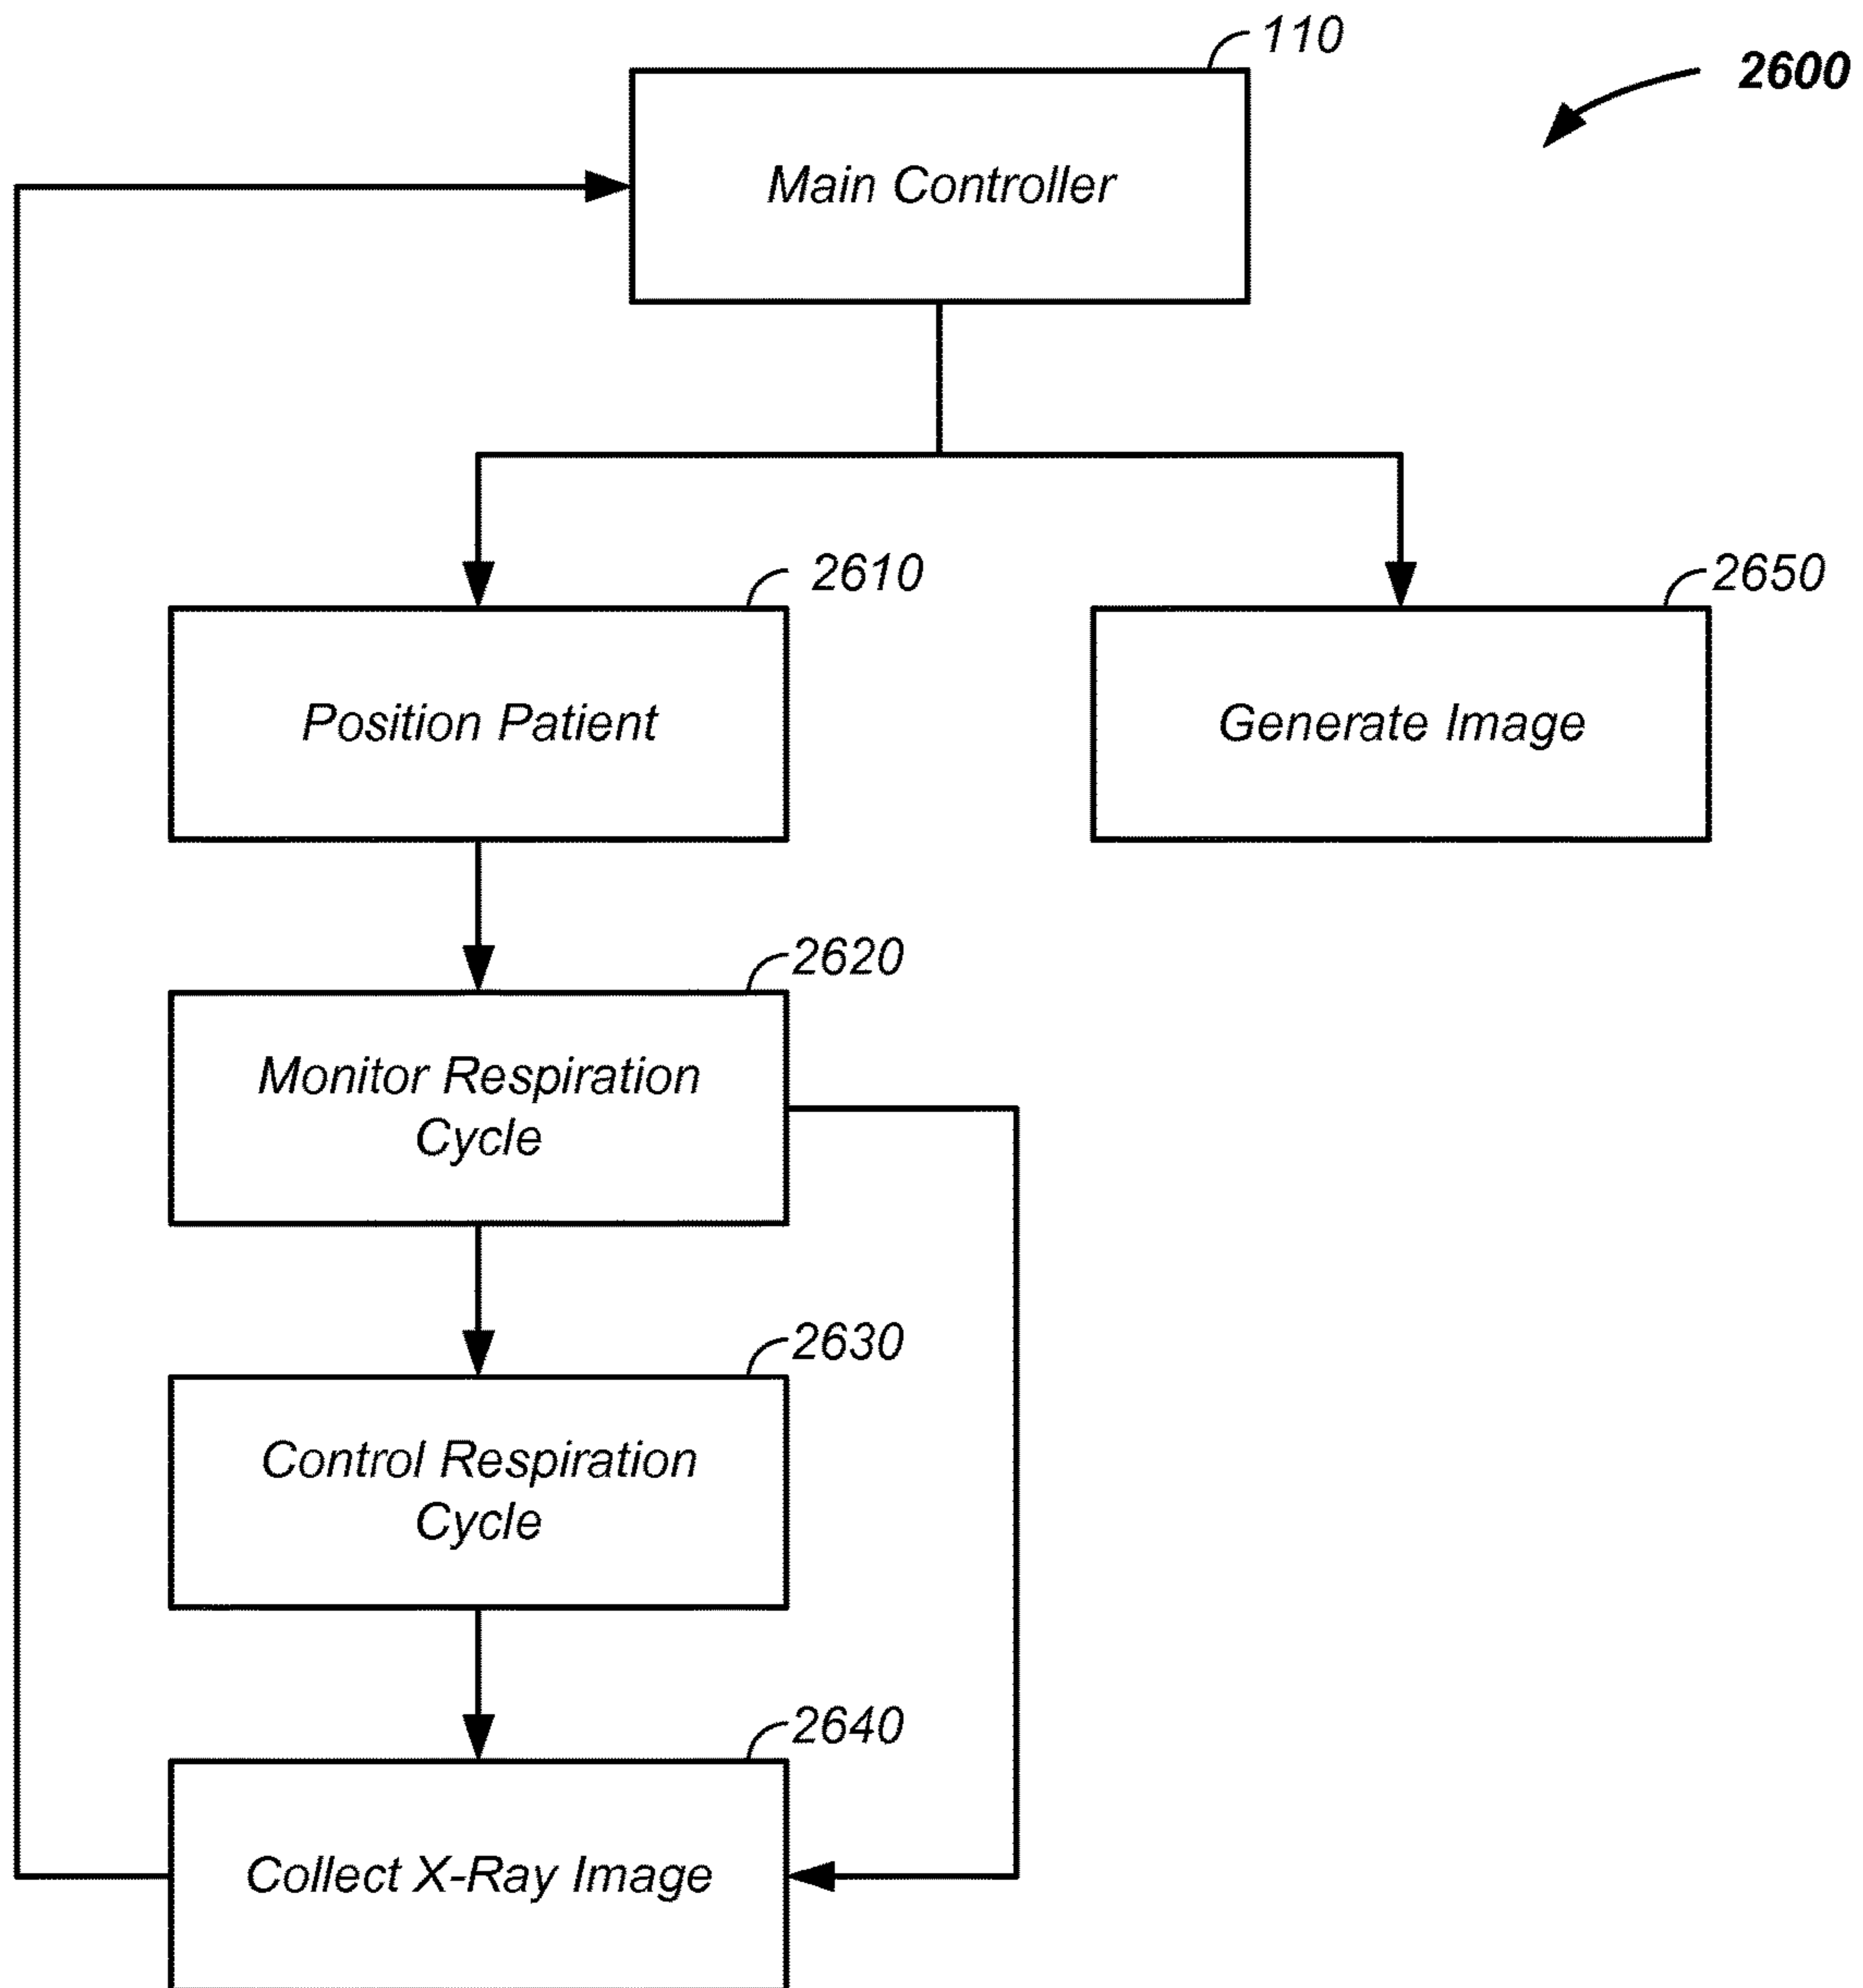 110
2600
Main Controller
2610
2650
Position Patient
Generate Image
2620
Monitor Respiration
Cycle
2630
Control Respiration
Cycle
2640
Collect X-Ray Image